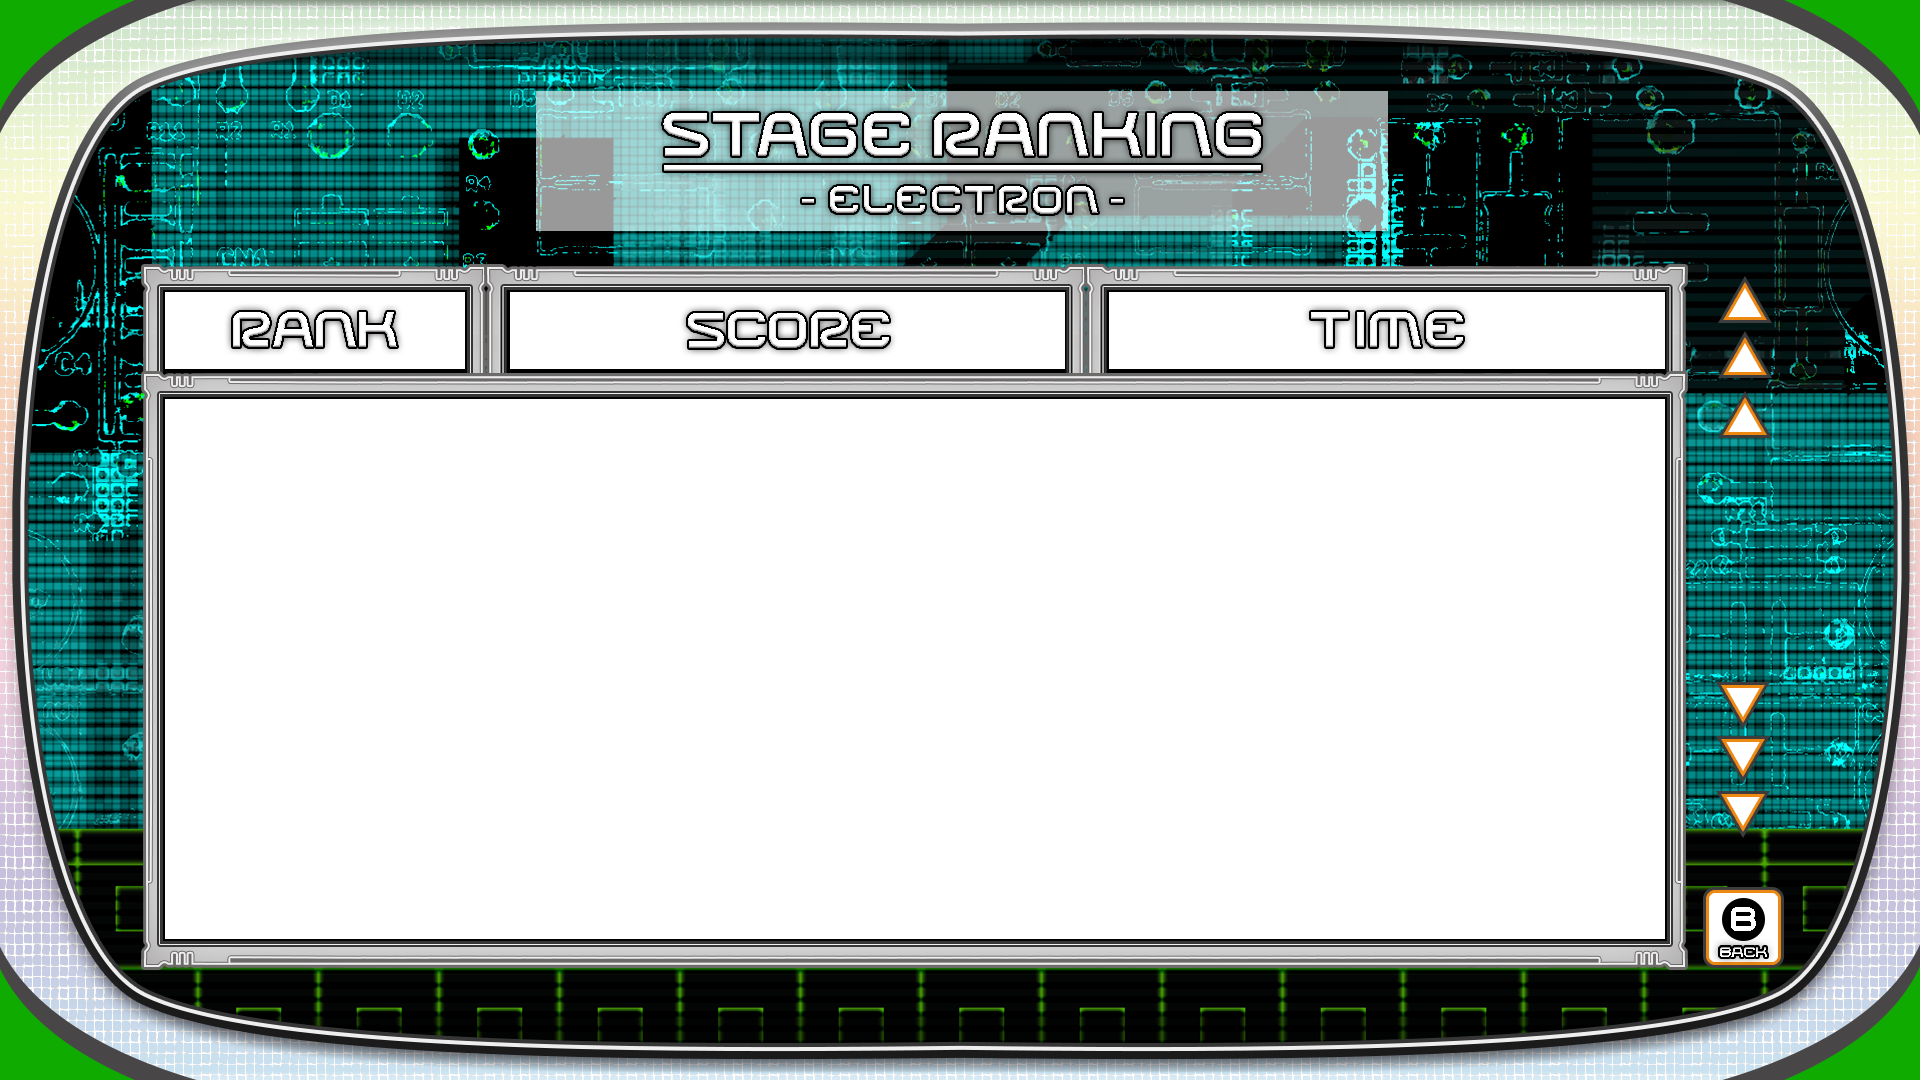 STAGE RANKING
- ELECTRON -
RANK SCORE TIME
B
BACK